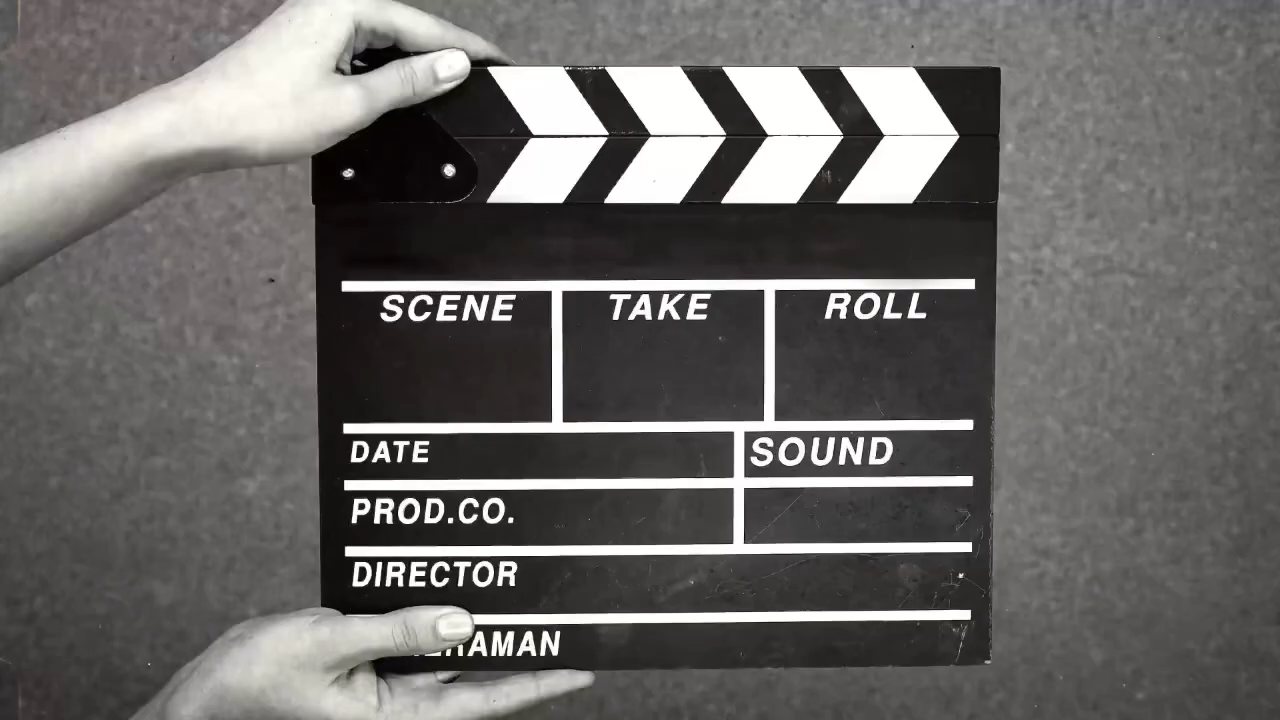 SCENE TAKE ROLL
DATE SOUND
PROD.CO.
DIRECTOR